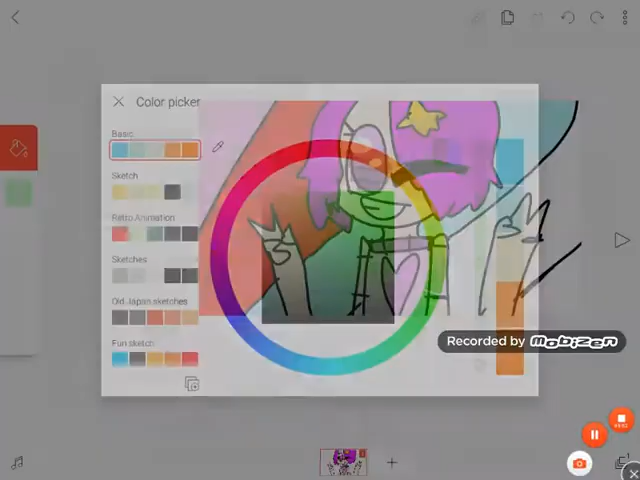 Color picker
Basic
Sketch
Retro Animation
Sketches
Old Japan sketches
Fun sketch
Recorded by mobizen